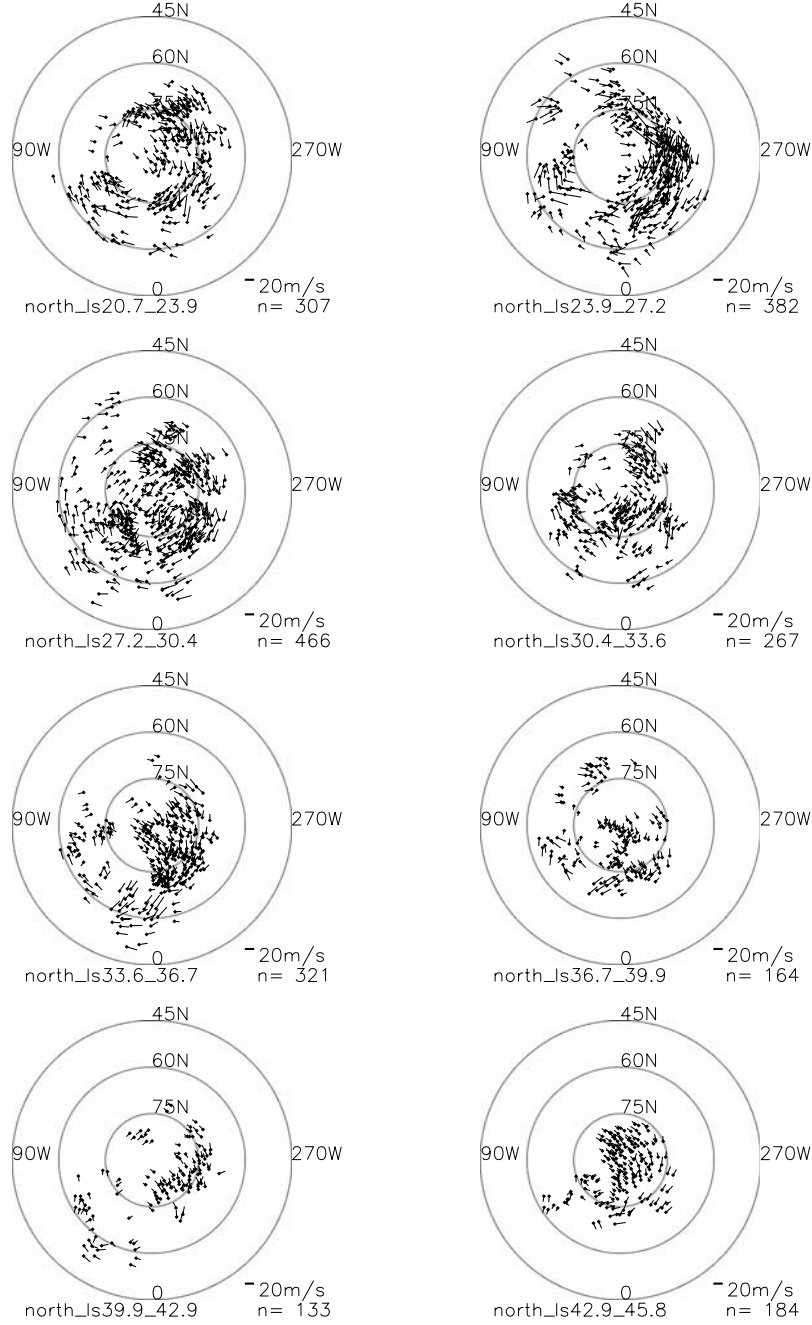 45N 45N
60N 60N
75N 75N
90W 270W 90W 270W
0 20m/s 0 20m/s
north_ls20.7_23.9 n= 307 north_ls23.9_27.2 n= 382
45N 45N
60N 60N
75N 75N
90W 270W 90W 270W
0 20m/s 0 20m/s
north_ls27.2_30.4 n= 466 north_ls30.4_33.6 n= 267
45N 45N
60N 60N
75N 75N
90W 270W 90W 270W
0 20m/s 0 20m/s
north_ls33.6_36.7 n= 321 north_ls36.7_39.9 n= 164
45N 45N
60N 60N
75N 75N
90W 270W 90W 270W
0 20m/s 0 20m/s
north_ls39.9_42.9 n= 133 north_ls42.9_45.8 n= 184